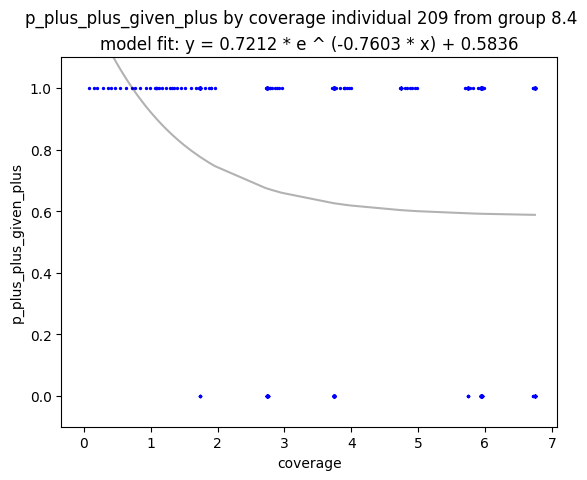 p_plus_plus_given_plus by coverage individual 209 from group 8.4
model fit: y = 0.7212 * e ^ (-0.7603 * x) + 0.5836
p_plus_plus_given_plus
1.0
0.8
0.6
0.4
0.2
0.0
0 1 2 3 4 5 6 7
coverage